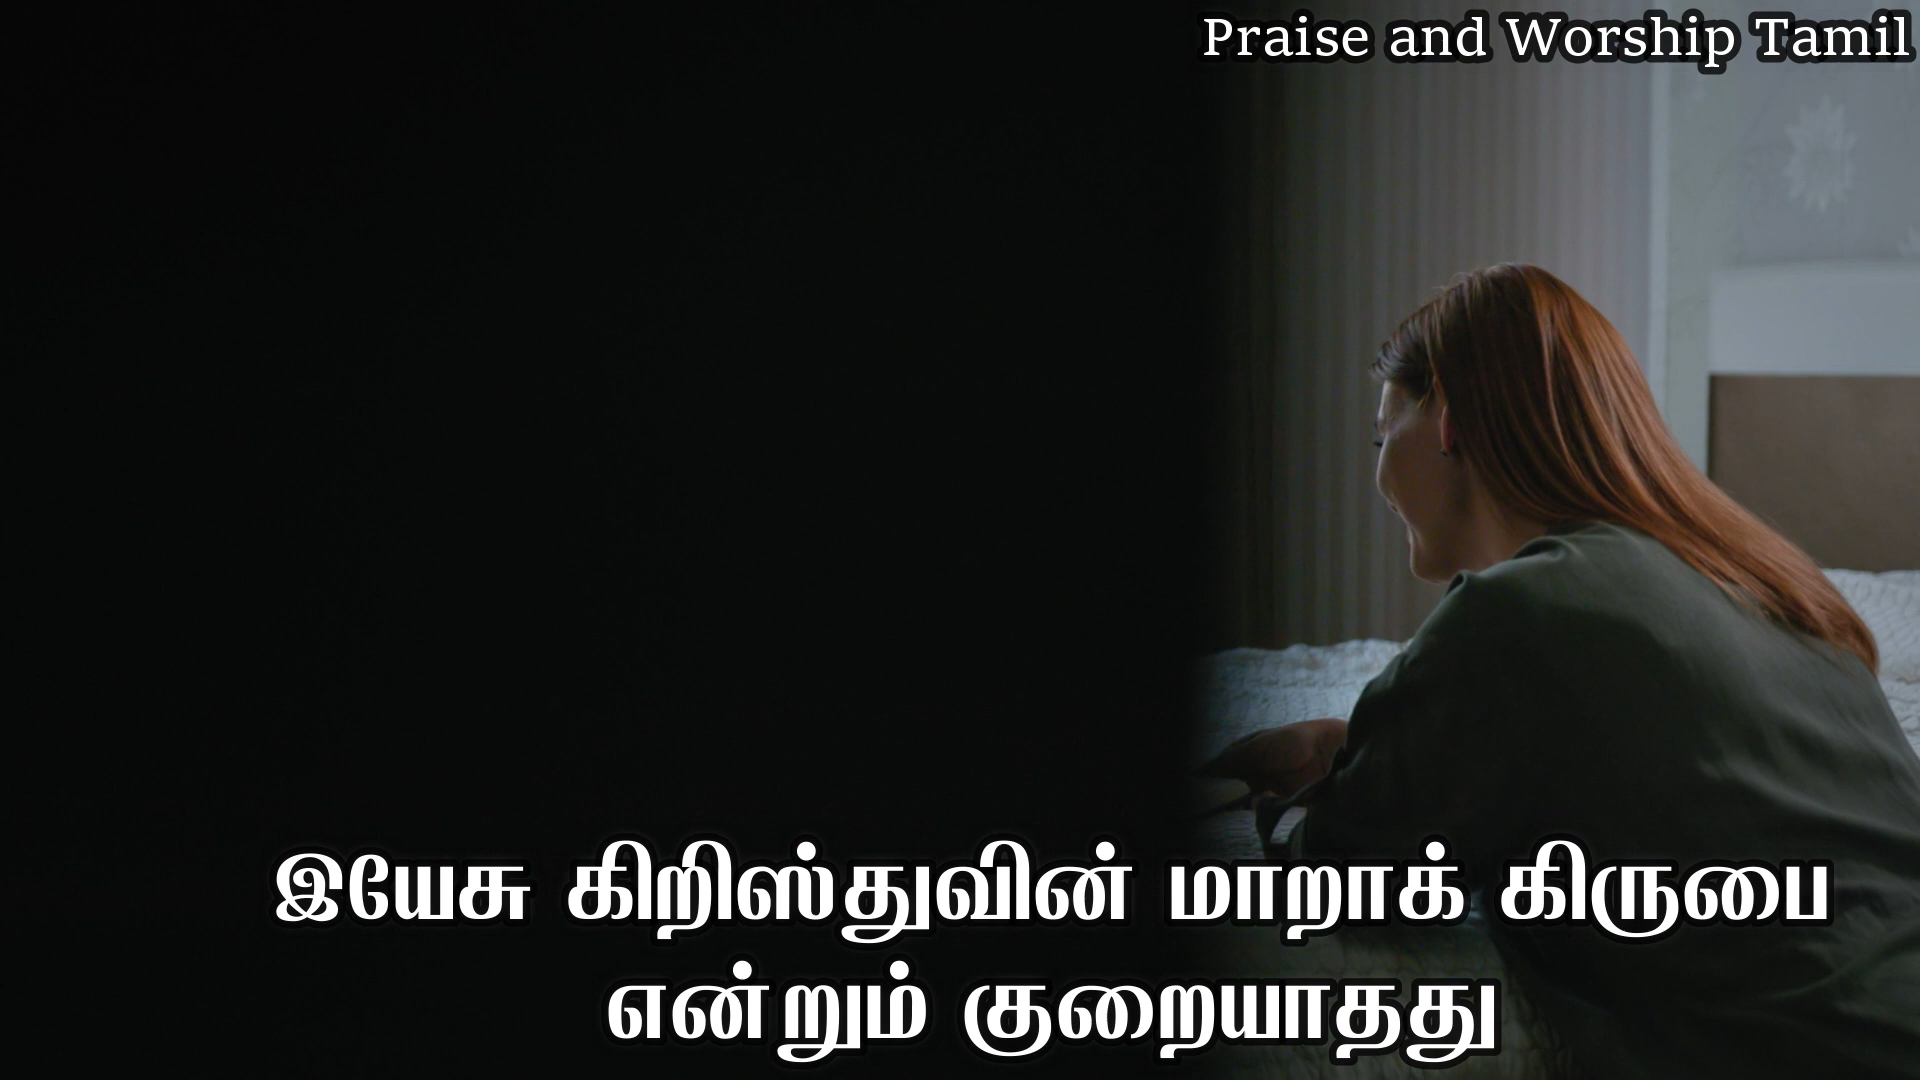 Praise and Worship Tamil
இயேசு கிறிஸ்துவின் மாறாக் கிருபை
என்றும் குறையாதது